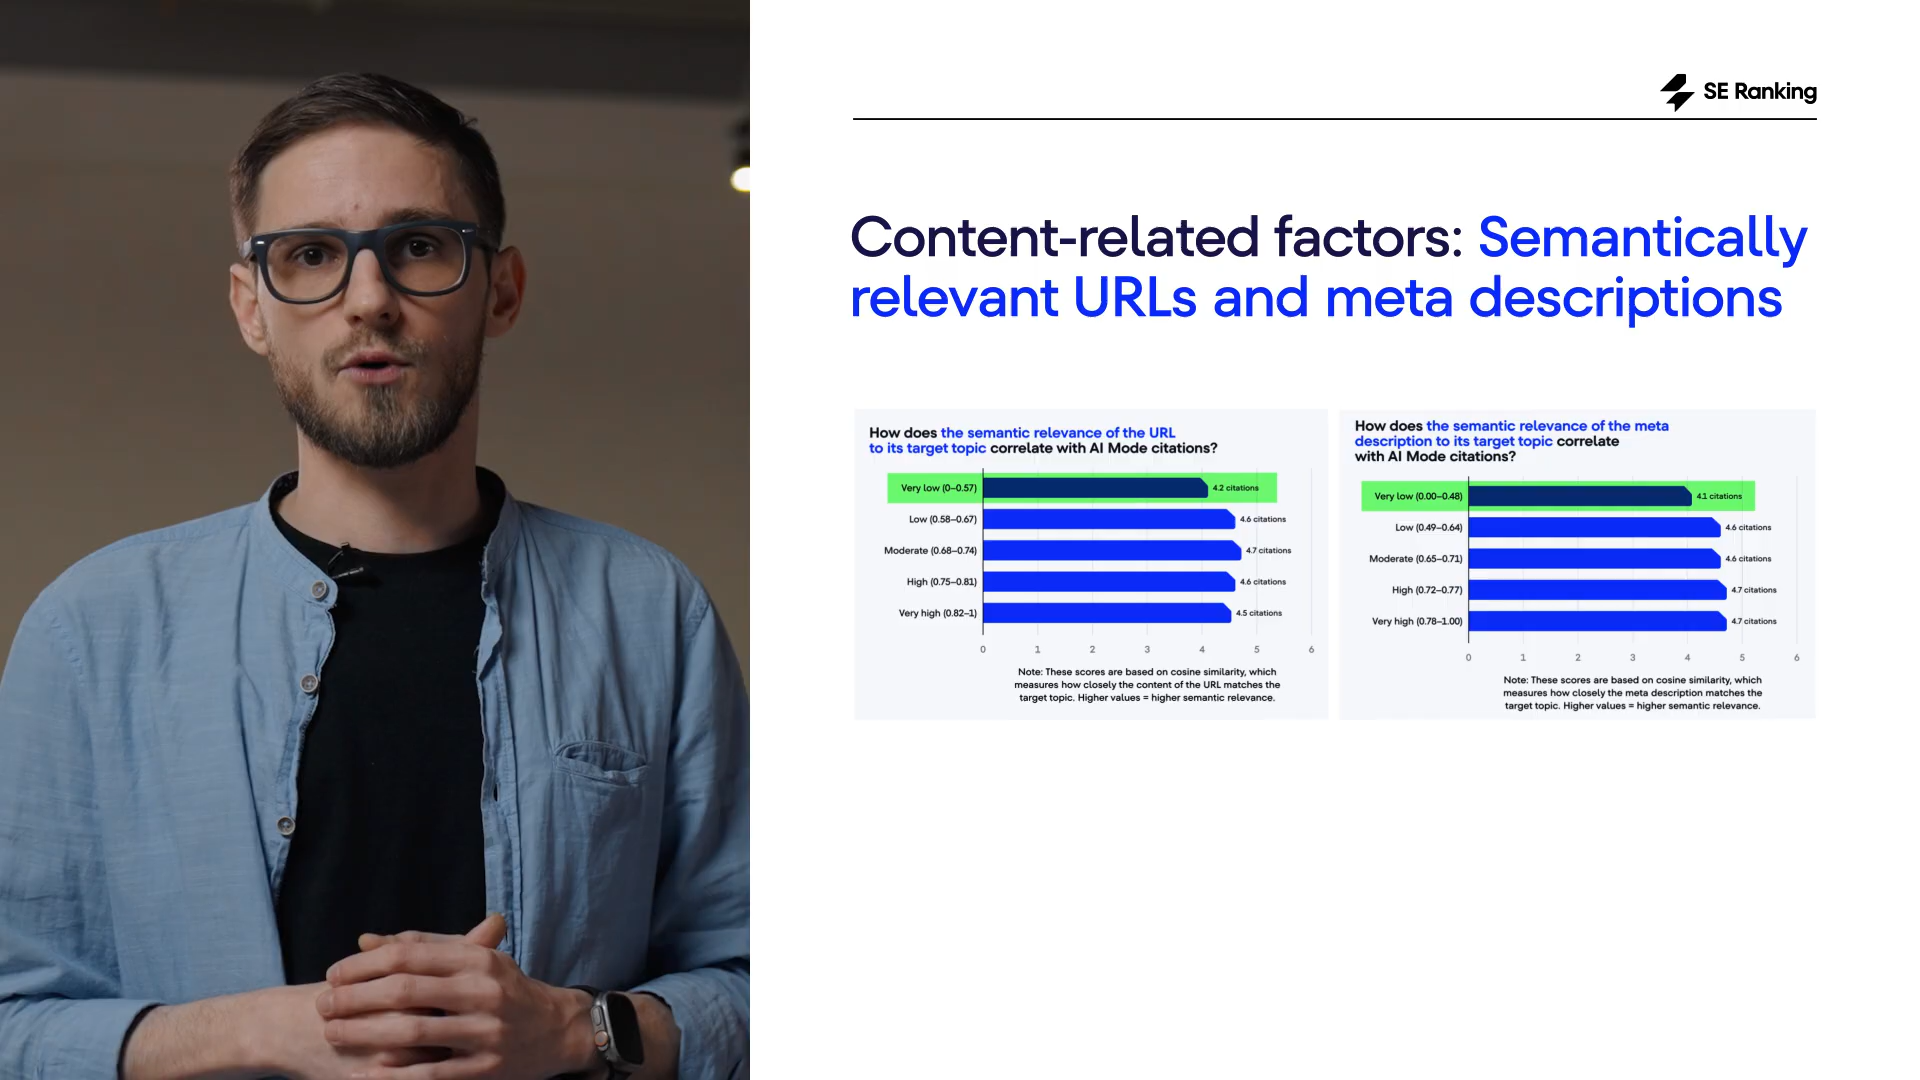 SE Ranking
Content-related factors: Semantically
relevant URLs and meta descriptions
How does the semantic relevance of the URL
to its target topic correlate with AI Mode citations?
Very low (0–0.57) 4.2 citations
Low (0.58–0.67) 4.6 citations
Moderate (0.68–0.74) 4.7 citations
High (0.75–0.81) 4.6 citations
Very high (0.82–1) 4.5 citations
0 1 2 3 4 5 6
Note: These scores are based on cosine similarity, which
measures how closely the content of the URL matches the
target topic. Higher values = higher semantic relevance.
How does the semantic relevance of the meta
description to its target topic correlate
with AI Mode citations?
Very low (0.00–0.48) 4.1 citations
Low (0.49–0.64) 4.6 citations
Moderate (0.65–0.71) 4.6 citations
High (0.72–0.77) 4.7 citations
Very high (0.78–1.00) 4.7 citations
0 1 2 3 4 5 6
Note: These scores are based on cosine similarity, which
measures how closely the meta description matches the
target topic. Higher values = higher semantic relevance.